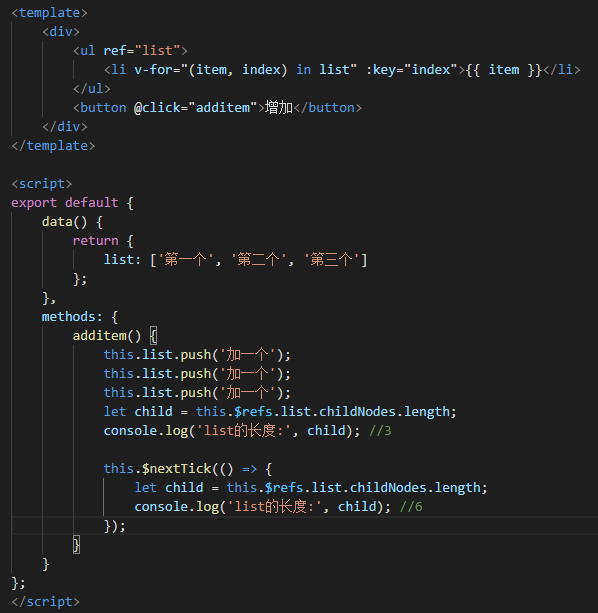 <template>
    <div>
        <ul ref="list">
            <li v-for="(item, index) in list" :key="index">{{ item }}</li>
        </ul>
        <button @click="additem">增加</button>
    </div>
</template>

<script>
export default {
    data() {
        return {
            list: ['第一个', '第二个', '第三个']
        };
    },
    methods: {
        additem() {
            this.list.push('加一个');
            this.list.push('加一个');
            this.list.push('加一个');
            let child = this.$refs.list.childNodes.length;
            console.log('list的长度:', child); //3

            this.$nextTick(() => {
                let child = this.$refs.list.childNodes.length;
                console.log('list的长度:', child); //6
            });
        }
    }
};
</script>